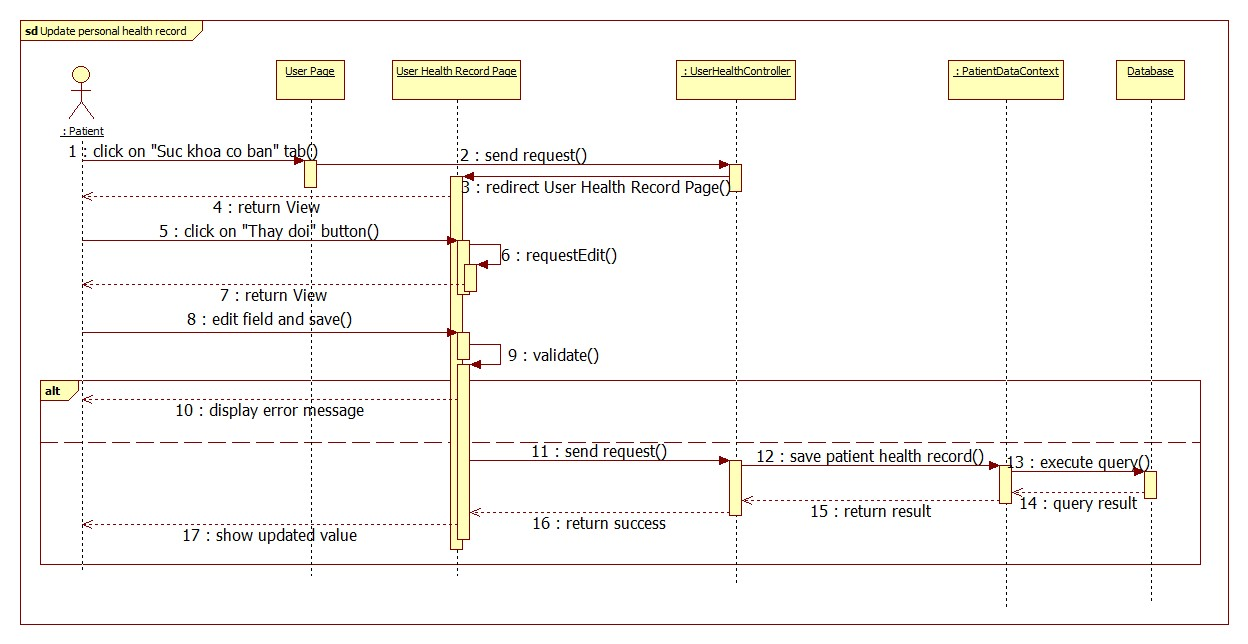 sd Update personal health record
User Page
User Health Record Page
: UserHealthController
: PatientDataContext
Database
: Patient
1 : click on "Suc khoa co ban" tab()
2 : send request()
3 : redirect User Health Record Page()
4 : return View
5 : click on "Thay doi" button()
6 : requestEdit()
7 : return View
8 : edit field and save()
9 : validate()
alt
10 : display error message
11 : send request()
12 : save patient health record()
13 : execute query()
14 : query result
15 : return result
16 : return success
17 : show updated value